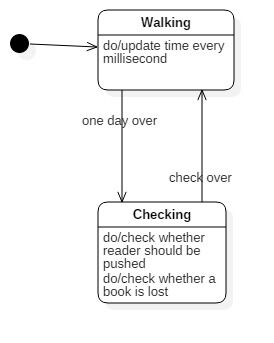 Walking
do/update time every
millisecond
one day over
check over
Checking
do/check whether
reader should be
pushed
do/check whether a
book is lost